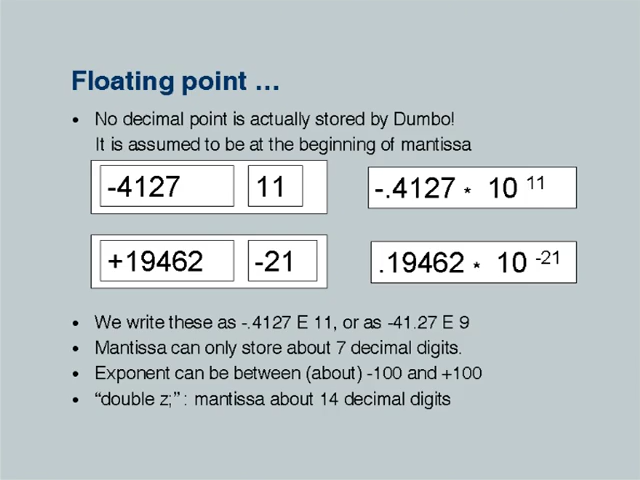 Floating point …
• No decimal point is actually stored by Dumbo!
It is assumed to be at the beginning of mantissa
-4127 11 -.4127 * 10 11
+19462 -21 .19462 * 10 -21
• We write these as -.4127 E 11, or as -41.27 E 9
• Mantissa can only store about 7 decimal digits.
• Exponent can be between (about) -100 and +100
• “double z;” : mantissa about 14 decimal digits